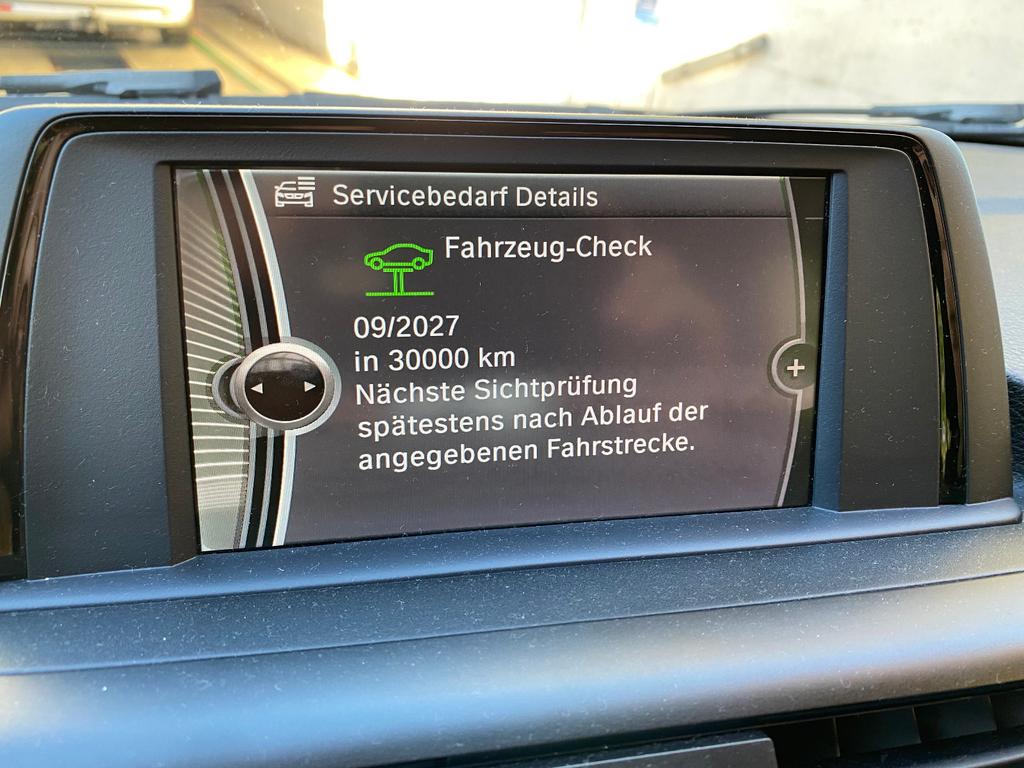 Servicebedarf Details
Fahrzeug-Check
09/2027
in 30000 km
Nächste Sichtprüfung
spätestens nach Ablauf der
angegebenen Fahrstrecke.